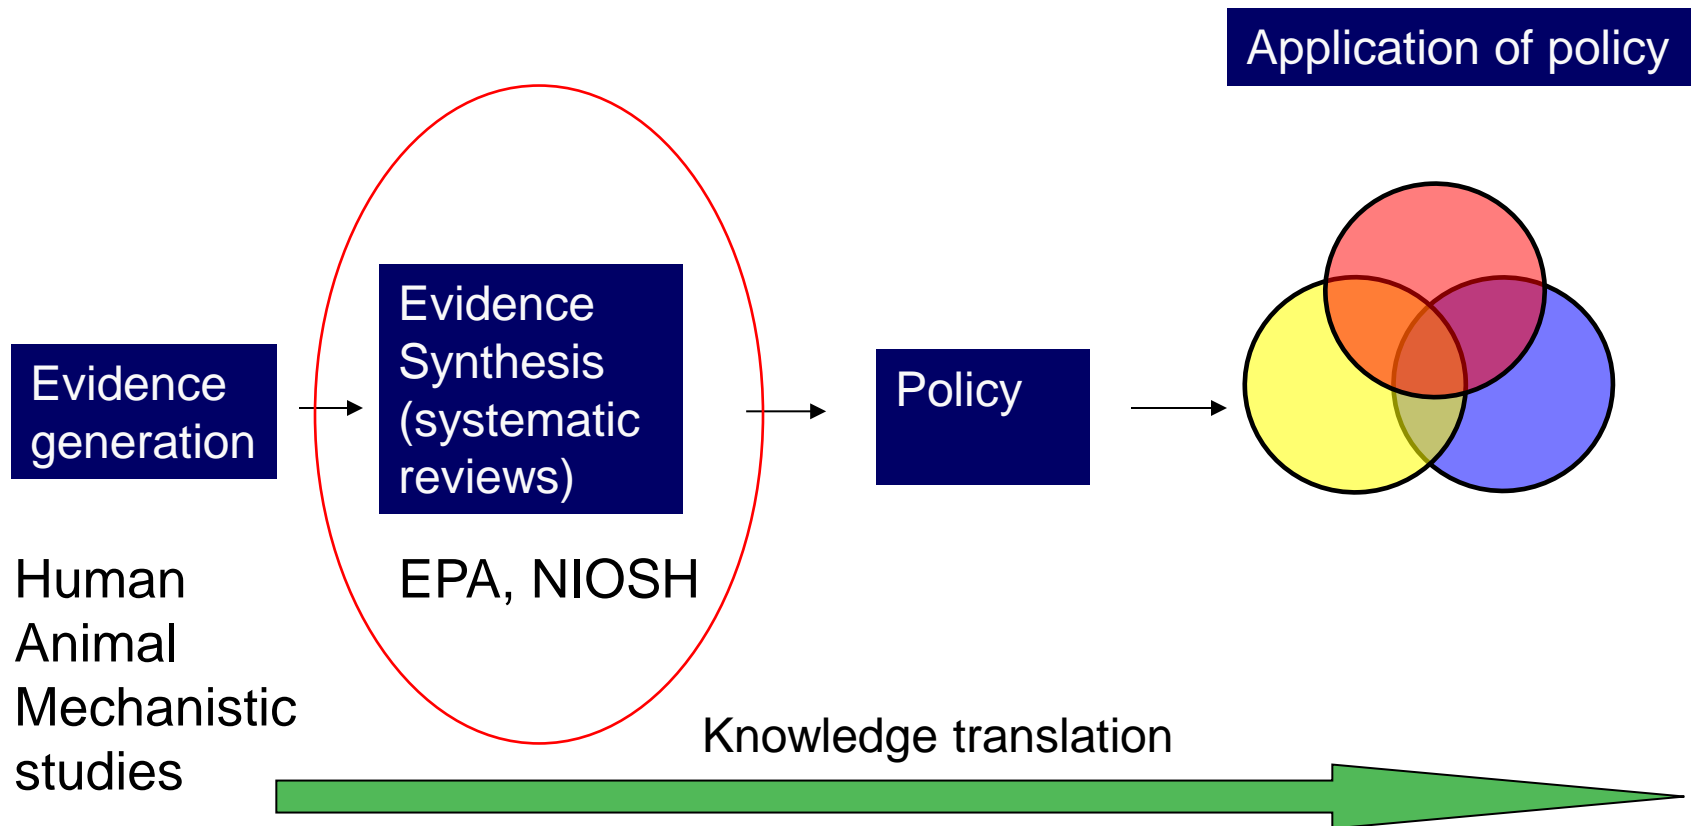 Application of policy
Evidence
generation
Evidence
Synthesis
(systematic
reviews)
Policy
Human
Animal
Mechanistic
studies
EPA, NIOSH
Knowledge translation